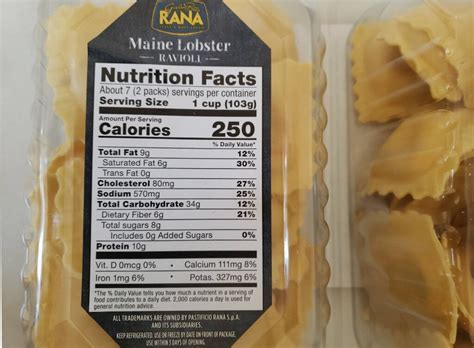 RANA
Maine Lobster
RAVIOLI
Nutrition Facts
About 7 (2 packs) servings per container
Serving Size 1 cup (103g)
Amount Per Serving
Calories 250
% Daily Value*
Total Fat 9g 12%
Saturated Fat 6g 30%
Trans Fat 0g
Cholesterol 80mg 27%
Sodium 570mg 25%
Total Carbohydrate 34g 12%
Dietary Fiber 6g 21%
Total sugars 8g
Includes 0g Added Sugars 0%
Protein 10g
Vit. D 0mcg 0% • Calcium 111mg 8%
Iron 1mg 6% • Potas. 327mg 6%
*The % Daily Value tells you how much a nutrient in a serving of
food contributes to a daily diet. 2,000 calories a day is used for
general nutrition advice.
ALL TRADEMARKS ARE OWNED BY PASTIFICIO RANA S.p.A.
AND ITS SUBSIDIARIES.
KEEP REFRIGERATED. USE OR FREEZE BY DATE ON FRONT OF PACKAGE.
USE WITHIN 3 DAYS OF OPENING.